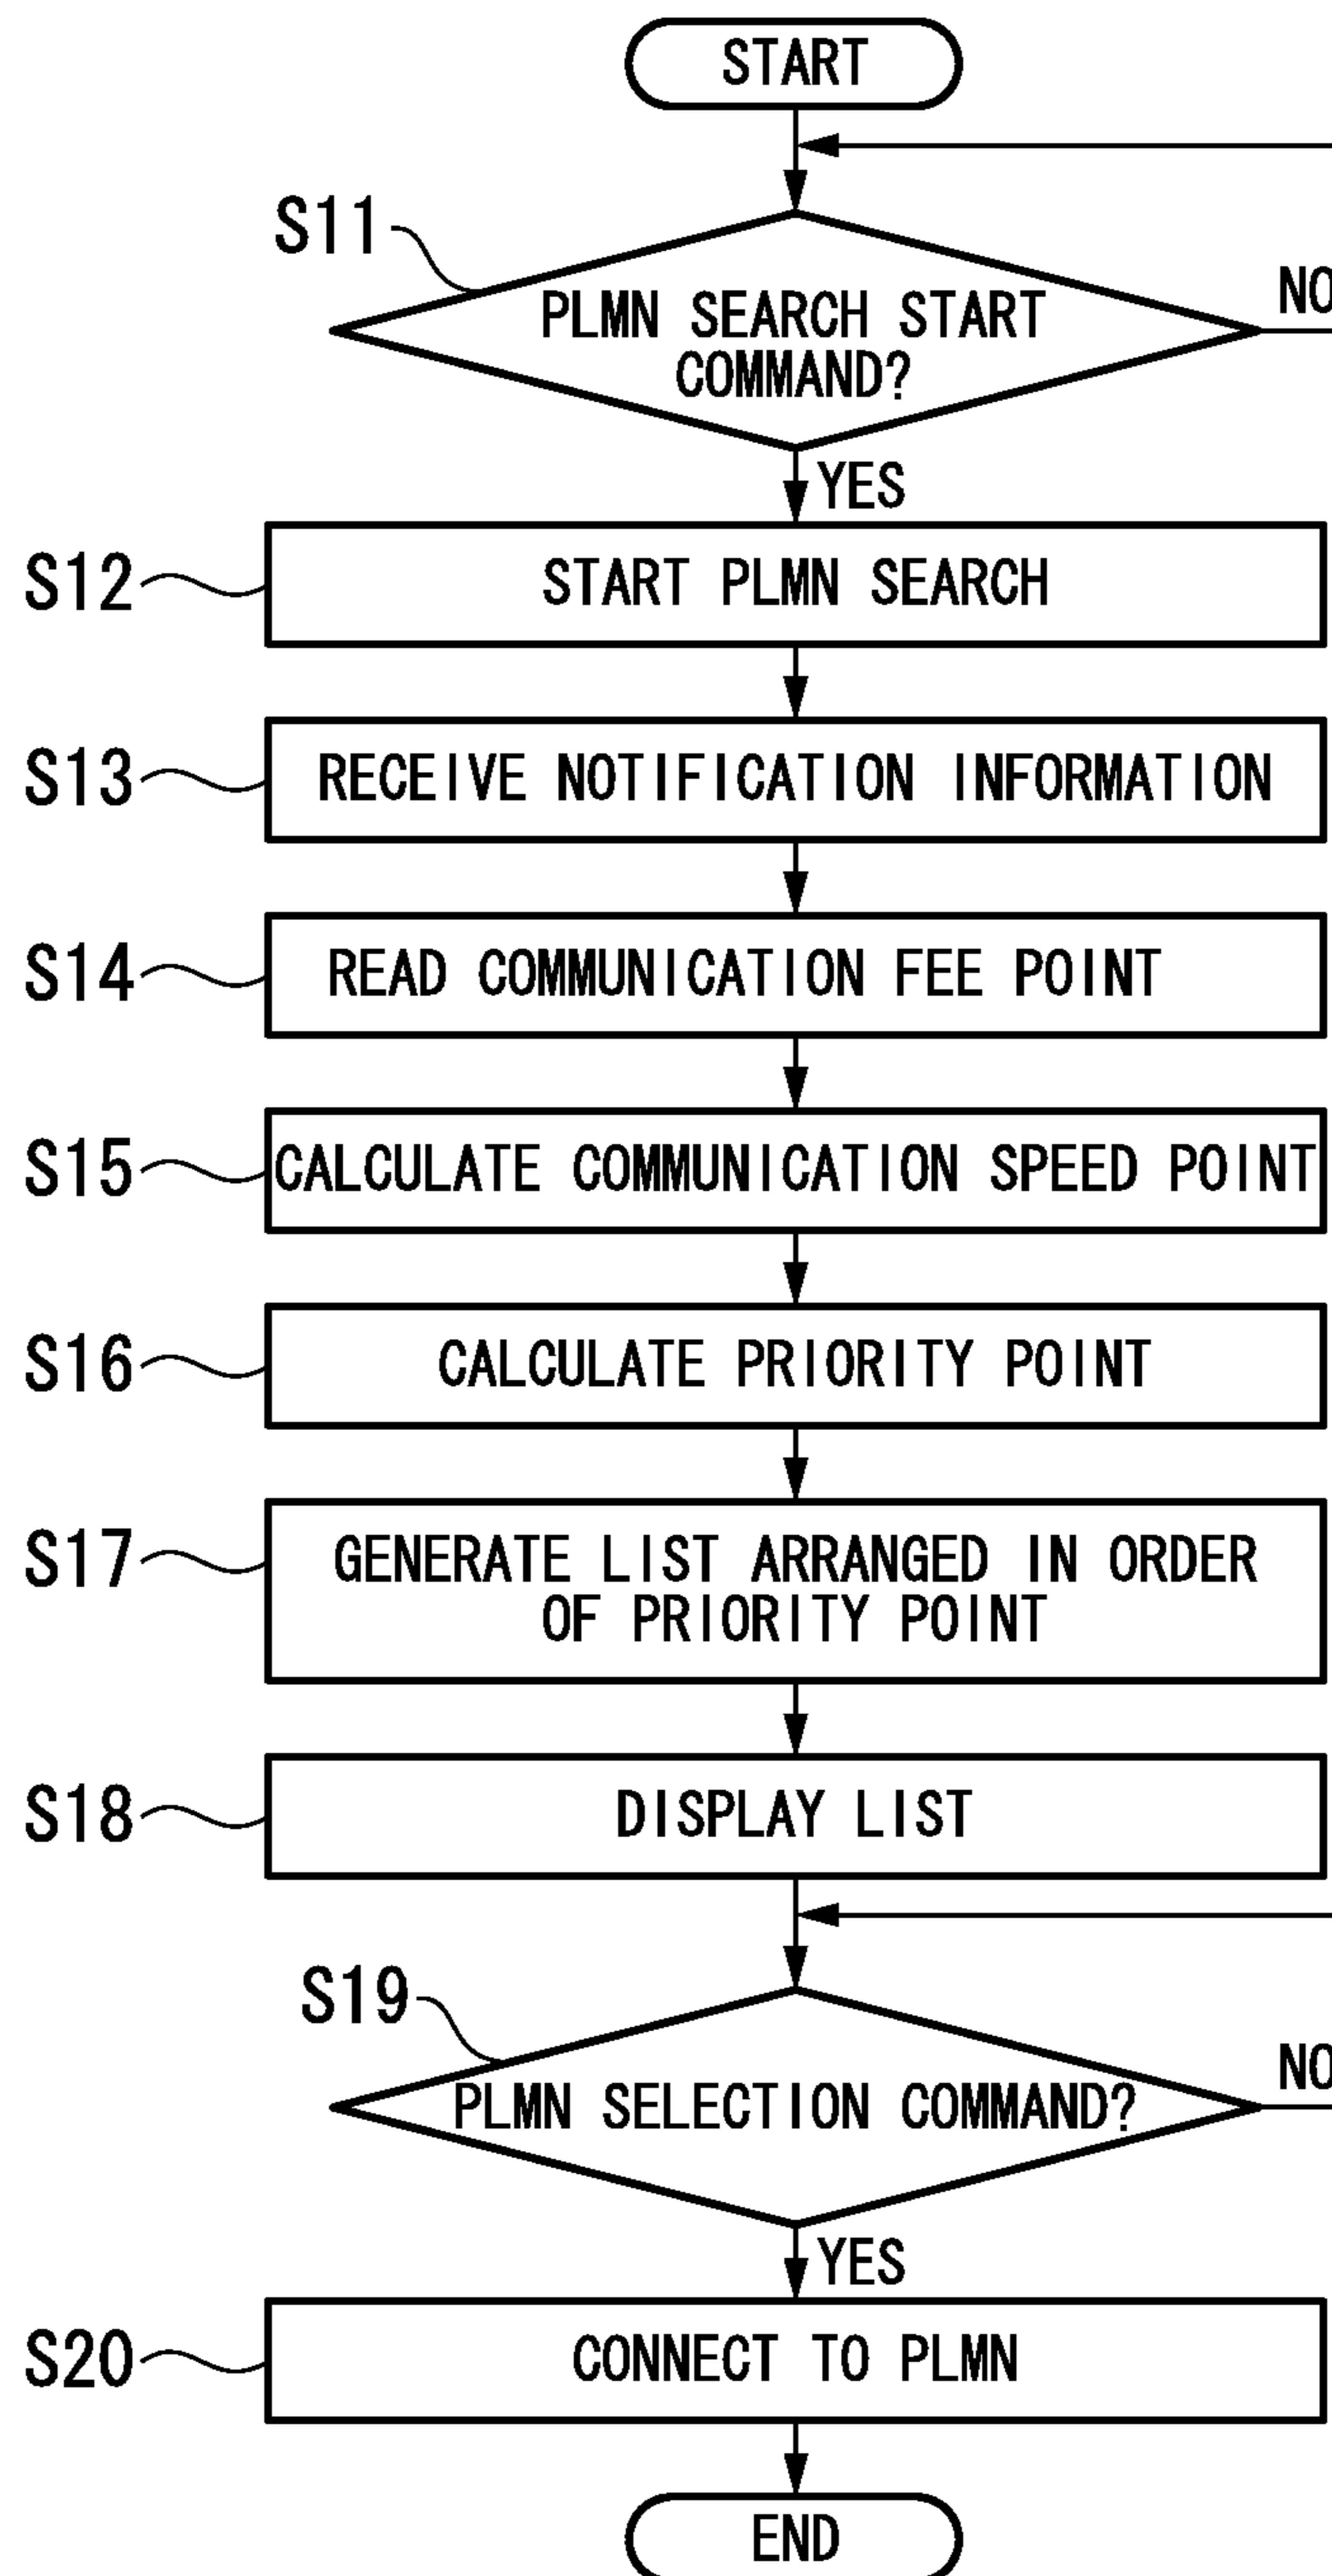 START
S11
PLMN SEARCH START
COMMAND?
NO
YES
S12
START PLMN SEARCH
S13
RECEIVE NOTIFICATION INFORMATION
S14
READ COMMUNICATION FEE POINT
S15
CALCULATE COMMUNICATION SPEED POINT
S16
CALCULATE PRIORITY POINT
S17
GENERATE LIST ARRANGED IN ORDER
OF PRIORITY POINT
S18
DISPLAY LIST
S19
PLMN SELECTION COMMAND?
NO
YES
S20
CONNECT TO PLMN
END